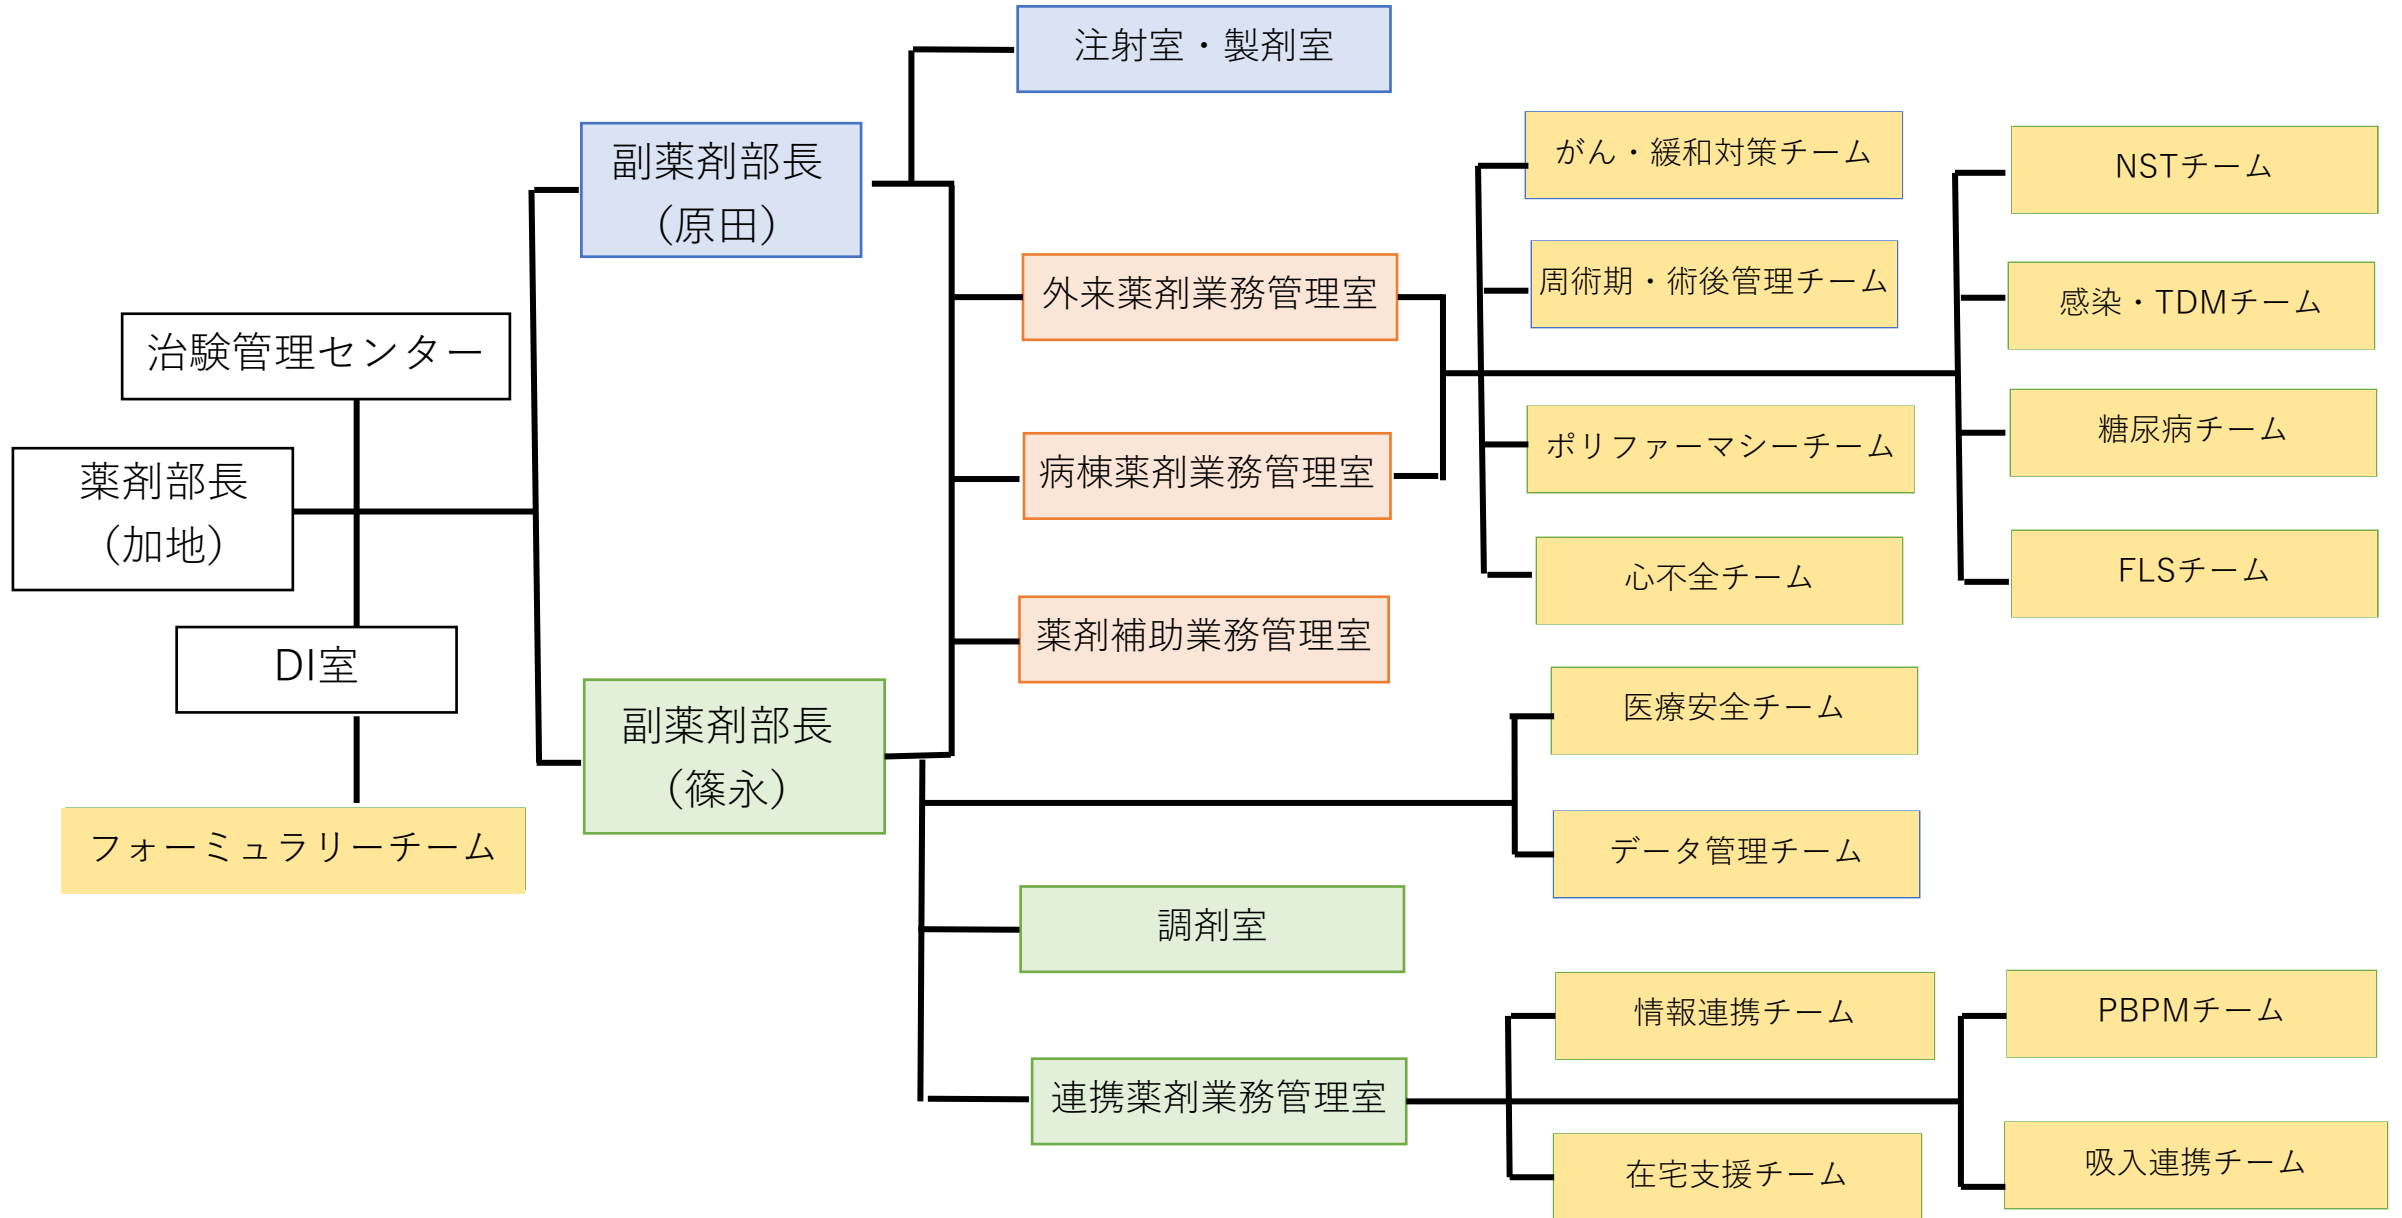 注射室・製剤室
副薬剤部長
（原田）
がん・緩和対策チーム
NSTチーム
周術期・術後管理チーム
感染・TDMチーム
外来薬剤業務管理室
治験管理センター
ポリファーマシーチーム
糖尿病チーム
薬剤部長
（加地）
病棟薬剤業務管理室
心不全チーム
FLSチーム
DI室
薬剤補助業務管理室
副薬剤部長
（篠永）
医療安全チーム
フォーミュラリーチーム
データ管理チーム
調剤室
情報連携チーム
PBPMチーム
連携薬剤業務管理室
在宅支援チーム
吸入連携チーム